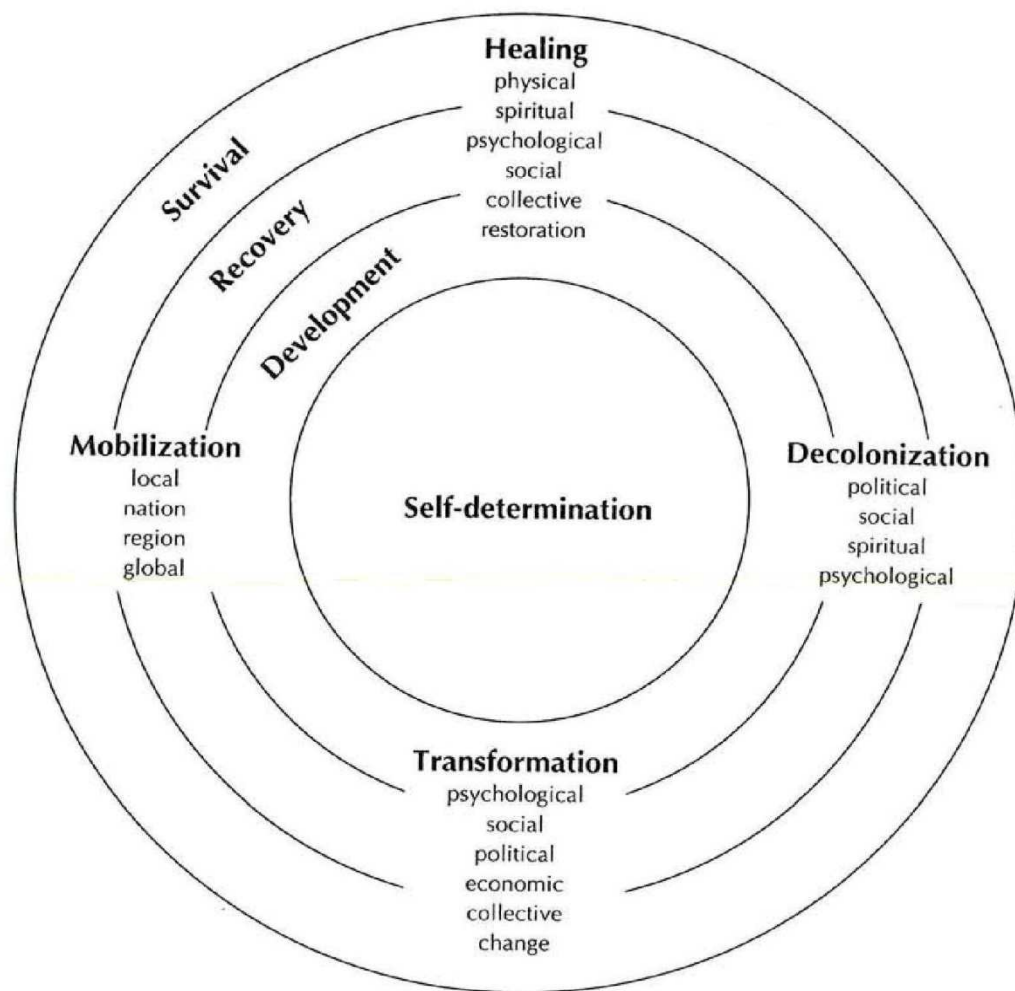 Healing
physical
spiritual
psychological
social
collective
restoration
Survival
Recovery
Development
Mobilization
local
nation
region
global
Self-determination
Decolonization
political
social
spiritual
psychological
Transformation
psychological
social
political
economic
collective
change